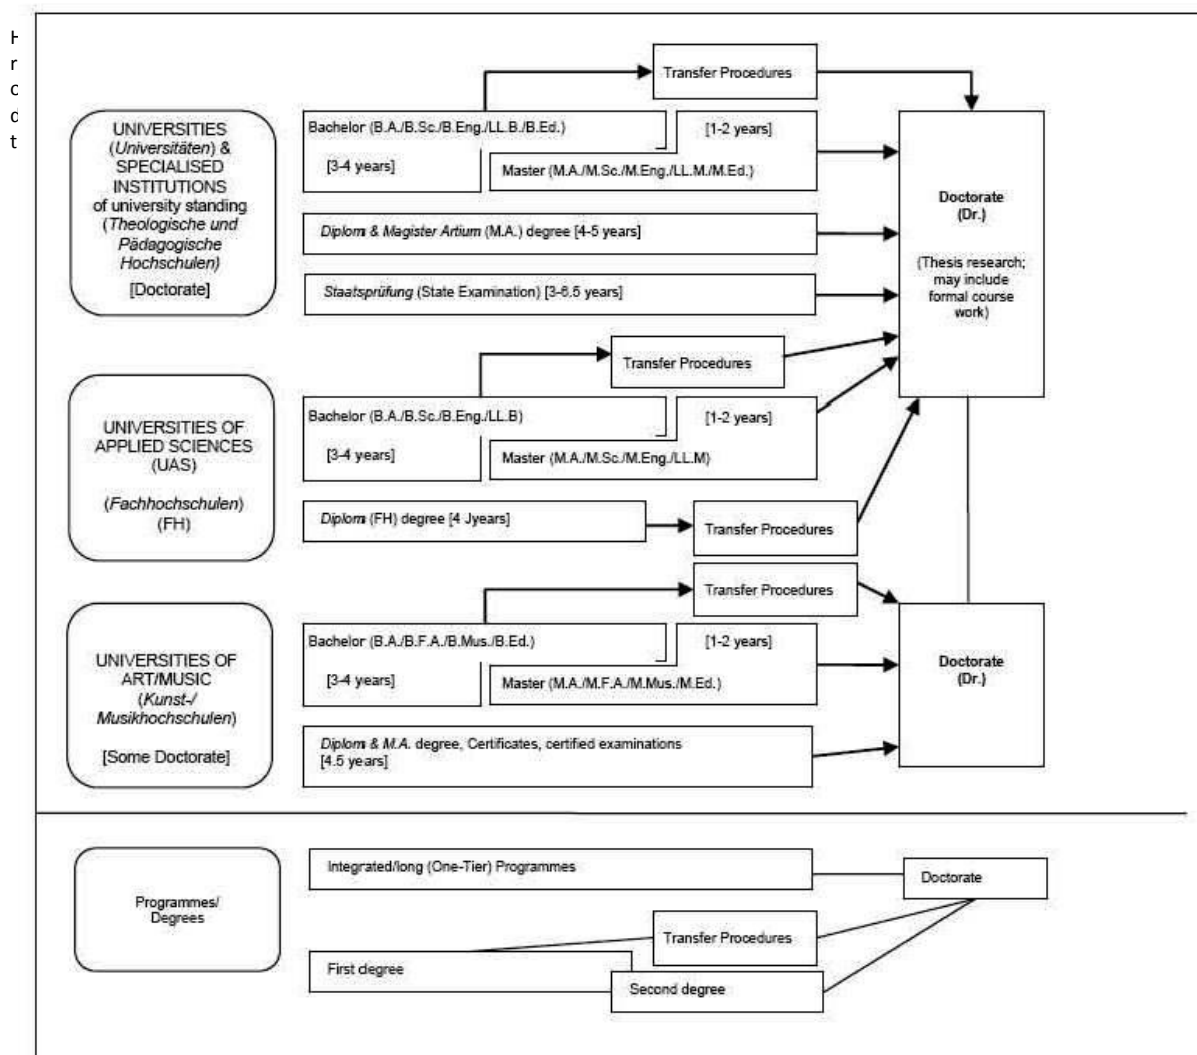 H
r
c
d
t
Transfer Procedures
UNIVERSITIES
(Universitäten) &
SPECIALISED
INSTITUTIONS
of university standing
(Theologische und
Pädagogische
Hochschulen)
[Doctorate]
Bachelor (B.A./B.Sc./B.Eng./LL.B./B.Ed.)
[3-4 years]
[1-2 years]
Master (M.A./M.Sc./M.Eng./LL.M./M.Ed.)
Diplom & Magister Artium (M.A.) degree [4-5 years]
Staatsprüfung (State Examination) [3-6.5 years]
Doctorate
(Dr.)
(Thesis research;
may include
formal course
work)
Transfer Procedures
UNIVERSITIES OF
APPLIED SCIENCES
(UAS)
(Fachhochschulen)
(FH)
Bachelor (B.A./B.Sc./B.Eng./LL.B)
[3-4 years]
[1-2 years]
Master (M.A./M.Sc./M.Eng./LL.M)
Diplom (FH) degree [4 Jyears]
Transfer Procedures
Transfer Procedures
UNIVERSITIES OF
ART/MUSIC
(Kunst-/
Musikhochschulen)
[Some Doctorate]
Bachelor (B.A./B.F.A./B.Mus./B.Ed.)
[3-4 years]
[1-2 years]
Master (M.A./M.F.A./M.Mus./M.Ed.)
Diplom & M.A. degree, Certificates, certified examinations
[4.5 years]
Doctorate
(Dr.)
Programmes/
Degrees
Integrated/long (One-Tier) Programmes
Doctorate
Transfer Procedures
First degree
Second degree